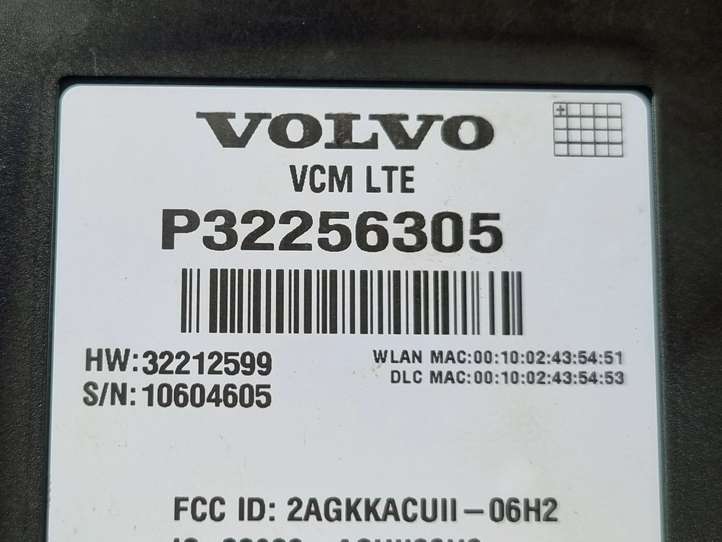 VOLVO
VCM LTE
P32256305
HW:32212599
S/N:10604605
WLAN MAC:00:10:02:43:54:51
DLC MAC:00:10:02:43:54:53
FCC ID: 2AGKKACUII-06H2